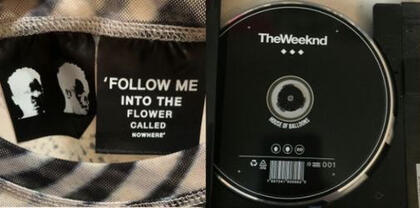 'FOLLOW ME
INTO THE
FLOWER
CALLED
NOWHERE'
TheWeeknd
HOUSE OF BALLOONS
001